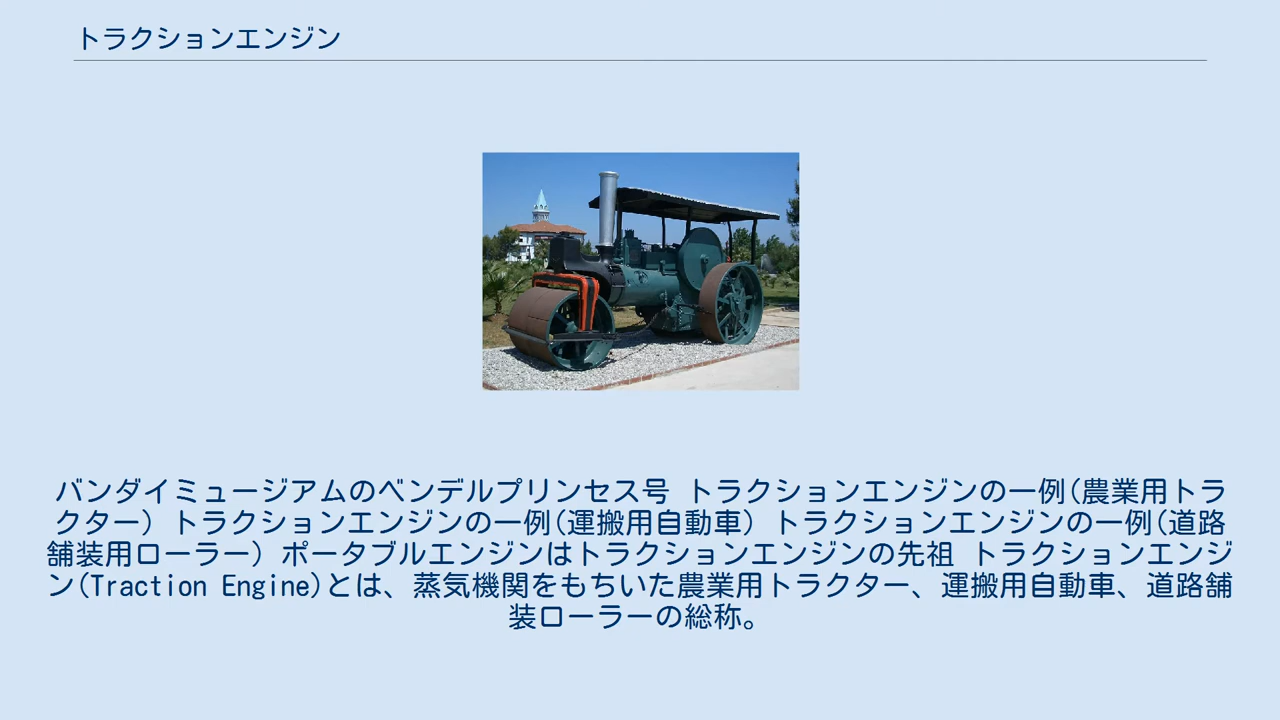 トラクションエンジン
バンダイミュージアムのベンデルプリンセス号 トラクションエンジンの一例(農業用トラ
クター) トラクションエンジンの一例(運搬用自動車) トラクションエンジンの一例(道路
舗装用ローラー) ポータブルエンジンはトラクションエンジンの先祖 トラクションエンジ
ン(Traction Engine)とは、蒸気機関をもちいた農業用トラクター、運搬用自動車、道路舗
装ローラーの総称。